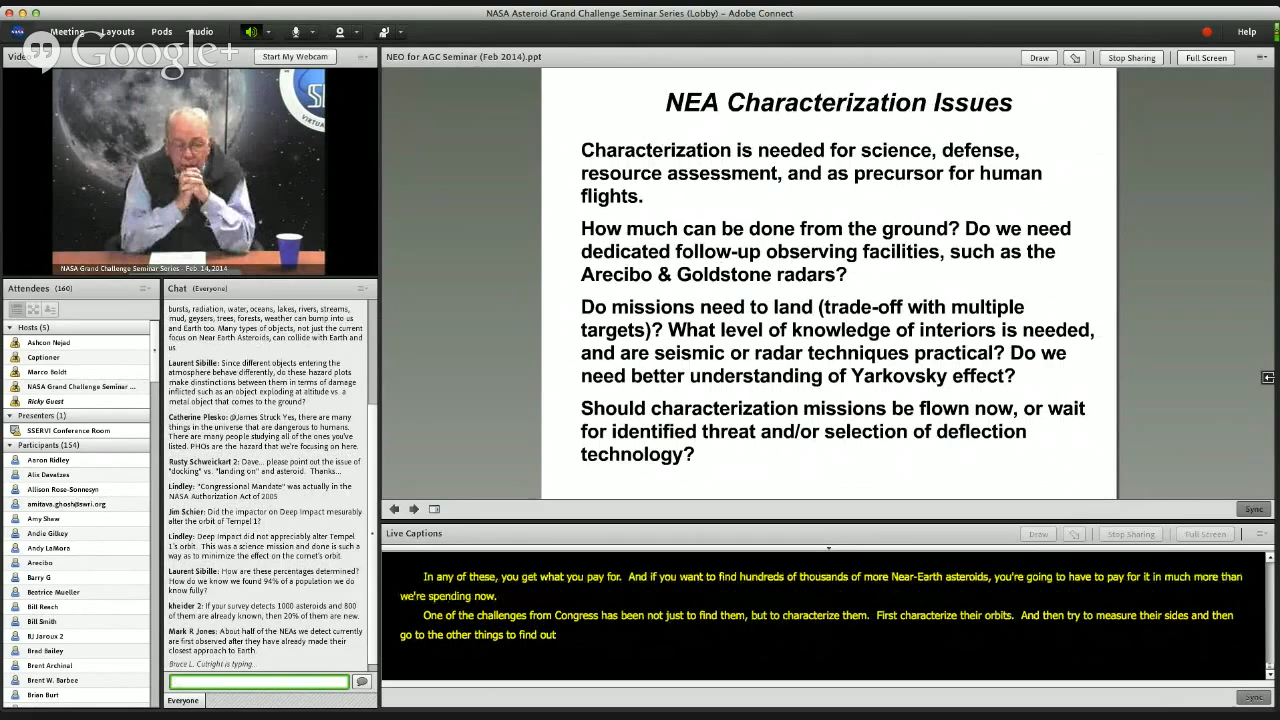 NASA Asteroid Grand Challenge Seminar Series (Lobby) - Adobe Connect
Meeting Layouts Pods Audio Help
Google+
Start My Webcam
NASA Grand Challenge Seminar Series - Feb. 14, 2014
NEO for AGC Seminar (Feb 2014).ppt
Draw Stop Sharing Full Screen
NEA Characterization Issues
Characterization is needed for science, defense,
resource assessment, and as precursor for human
flights.
How much can be done from the ground? Do we need
dedicated follow-up observing facilities, such as the
Arecibo & Goldstone radars?
Do missions need to land (trade-off with multiple
targets)? What level of knowledge of interiors is needed,
and are seismic or radar techniques practical? Do we
need better understanding of Yarkovsky effect?
Should characterization missions be flown now, or wait
for identified threat and/or selection of deflection
technology?
Sync
Attendees (160)
Hosts (5)
Ashcon Nejad
Captioner
Marco Boldt
NASA Grand Challenge Seminar ...
Ricky Guest
Presenters (1)
SSERVI Conference Room
Participants (154)
Aaron Ridley
Alix Davatzes
Allison Rose-Sonnesyn
amitava.ghosh@swri.org
Amy Shaw
Andie Gilkey
Andy LaMora
Arecibo
Barry G
Beatrice Mueller
Bill Reach
Bill Smith
BJ Jaroux 2
Brad Bailey
Brent Archinal
Brent W. Barbee
Brian Burt
Chat (Everyone)
bursts, radiation, water, oceans, lakes, rivers, streams,
mud, geysers, trees, forests, weather can bump into us
and Earth too. Many types of objects, not just the current
focus on Near Earth Asteroids, can collide with Earth and
us.
Laurent Sibille: Since different objects entering the
atmosphere behave differently, do these hazard plots
make disnstinctions between them in terms of damage
inflicted such as an object exploding at altitude vs. a
metal object that comes to the ground?
Catherine Plesko: @James Struck Yes, there are many
things in the universe that are dangerous to humans.
There are many people studying all of the ones you've
listed. PHOs are the hazard that we're focusing on here.
Rusty Schweickart 2: Dave... please point out the issue of
"docking" vs. "landing on" and asteroid. Thanks...
Lindley: "Congressional Mandate" was actually in the
NASA Authorization Act of 2005
Jim Schier: Did the impactor on Deep Impact mesurably
alter the orbit of Tempel 1?
Lindley: Deep Impact did not appreciably alter Tempel
1's orbit. This was a science mission and done is such a
way as to minimize the effect on the comet's orbit.
Laurent Sibille: How are these percentages determined?
How do we know we found 94% of a population we do
know fully?
kheider 2: If your survey detects 1000 asteroids and 800
of them are already known, then 20% of them are new.
Mark R Jones: About half of the NEAs we detect currently
are first observed after they have already made their
closest approach to Earth.
Bruce L. Cutright is typing...
Everyone
Live Captions
Draw Stop Sharing Full Screen
In any of these, you get what you pay for. And if you want to find hundreds of thousands of more Near-Earth asteroids, you're going to have to pay for it in much more than
we're spending now.
One of the challenges from Congress has been not just to find them, but to characterize them. First characterize their orbits. And then try to measure their sides and then
go to the other things to find out
Sync